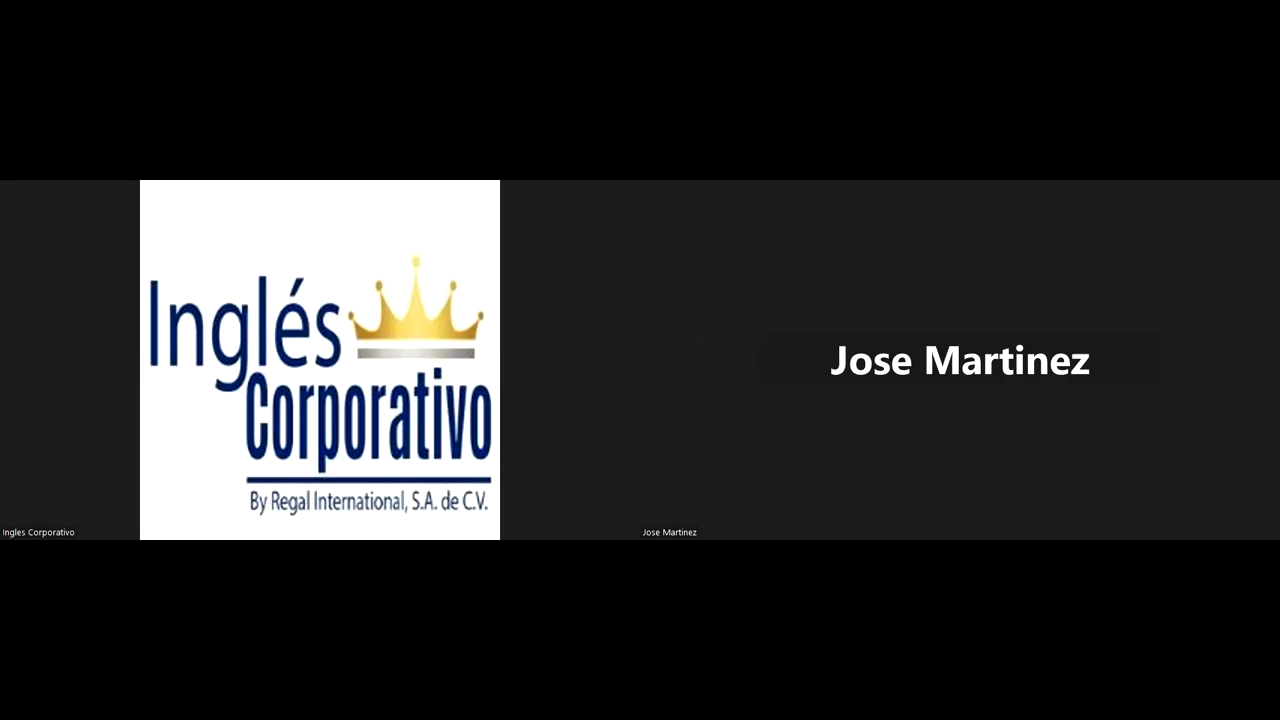 Inglés
Corporativo
By Regal International, S.A. de C.V.
Ingles Corporativo
Jose Martinez
Jose Martinez